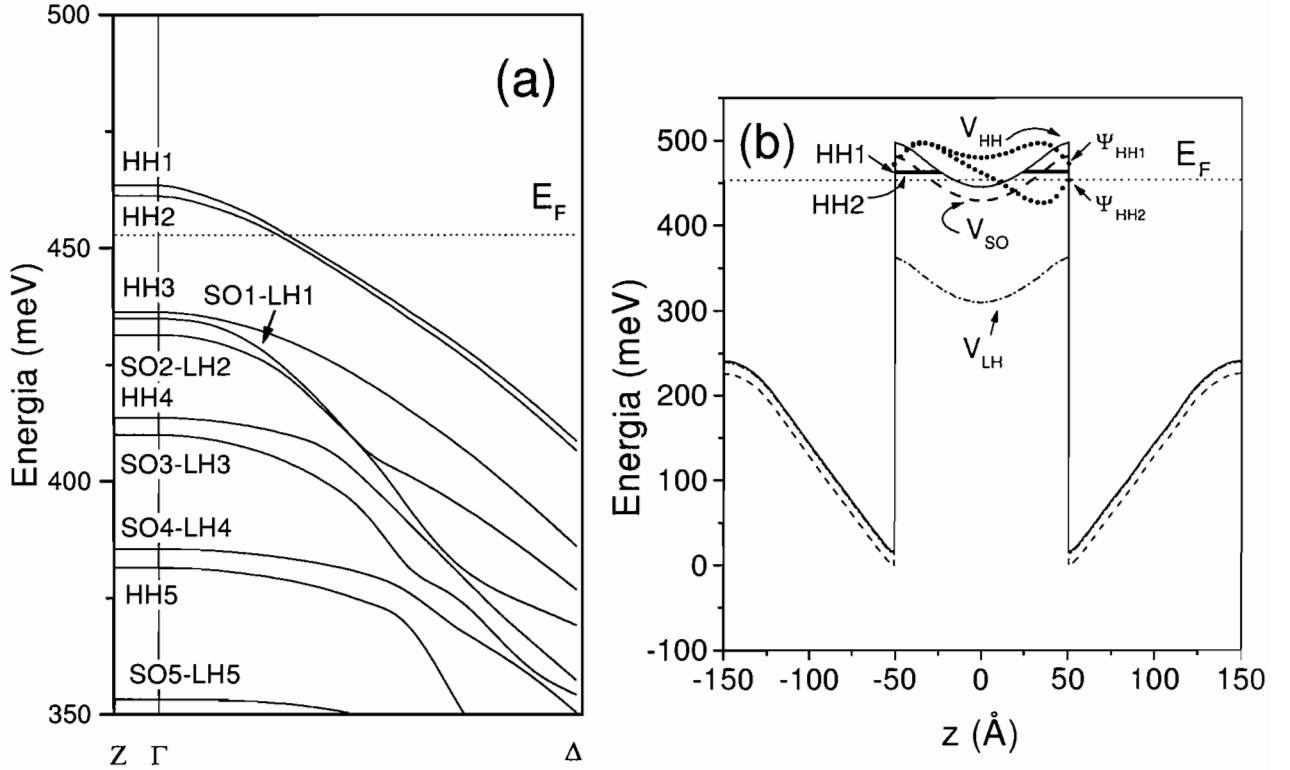 (a)
Energia (meV)
500
450
400
350
HH1
HH2
E_F
HH3
SO1-LH1
SO2-LH2
HH4
SO3-LH3
SO4-LH4
HH5
SO5-LH5
Z Γ Δ
(b)
Energia (meV)
500
400
300
200
100
0
-100
V_HH
Ψ_HH1
HH1
E_F
HH2
Ψ_HH2
V_SO
V_LH
-150 -100 -50 0 50 100 150
z (Å)